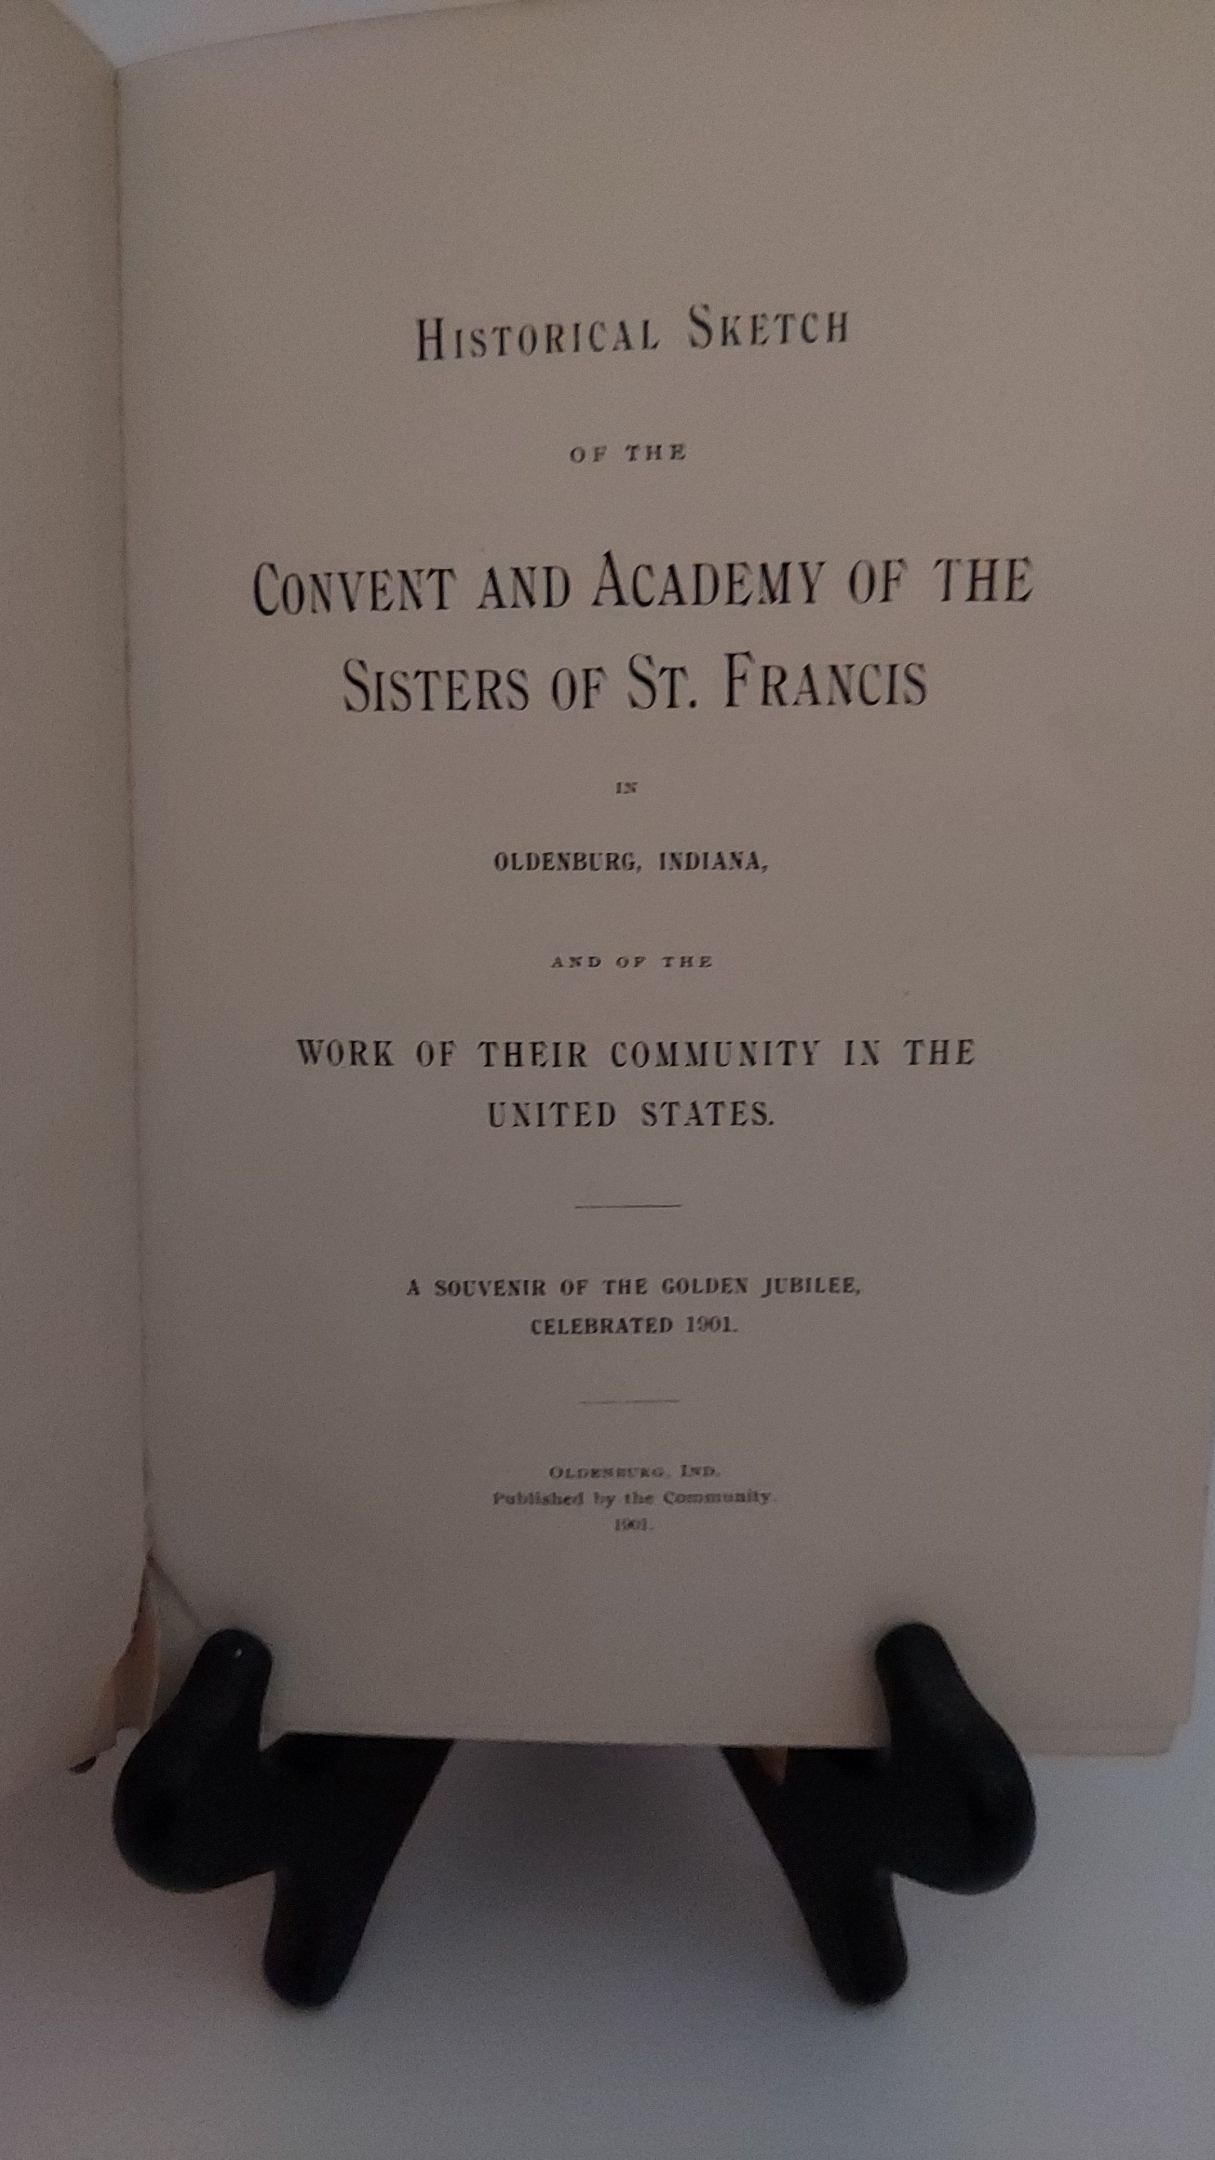 HISTORICAL SKETCH
OF THE
CONVENT AND ACADEMY OF THE
SISTERS OF ST. FRANCIS
IN
OLDENBURG, INDIANA,
AND OF THE
WORK OF THEIR COMMUNITY IN THE
UNITED STATES.
A SOUVENIR OF THE GOLDEN JUBILEE,
CELEBRATED 1901.
OLDENBURG, IND.
Published by the Community.
1901.